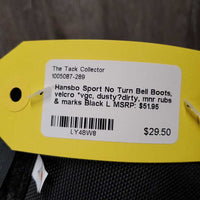 The Tack Collector
1005087-289
Hansbo Sport No Turn Bell Boots,
velcro *vgc, dusty?dirty, mnr rubs
& marks Black L MSRP: $51.95
LY48W8
$29.50